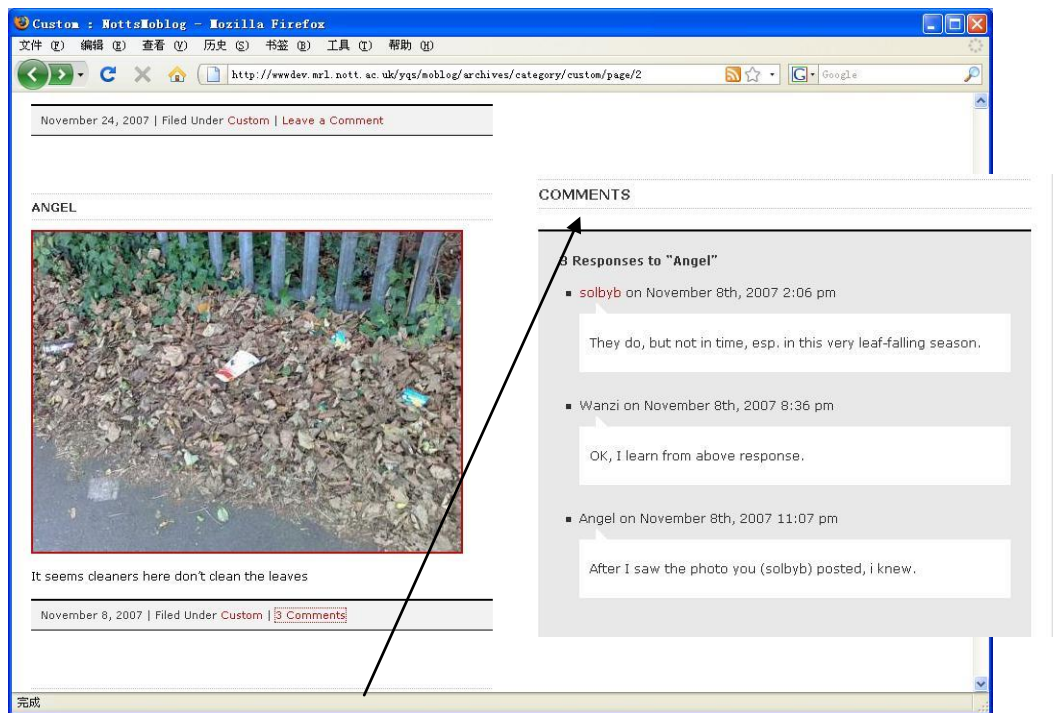 Custom : NottsMoblog - Mozilla Firefox
文件 (F) 编辑 (E) 查看 (V) 历史 (S) 书签 (B) 工具 (T) 帮助 (H)
http://wwwdev.mrl.nott.ac.uk/yqs/moblog/archives/category/custom/page/2
G
Google
November 24, 2007 | Filed Under Custom | Leave a Comment
ANGEL
It seems cleaners here don't clean the leaves
November 8, 2007 | Filed Under Custom | 3 Comments
COMMENTS
3 Responses to "Angel"
solbyb on November 8th, 2007 2:06 pm
They do, but not in time, esp. in this very leaf-falling season.
Wanzi on November 8th, 2007 8:36 pm
OK, I learn from above response.
Angel on November 8th, 2007 11:07 pm
After I saw the photo you (solbyb) posted, i knew.
完成